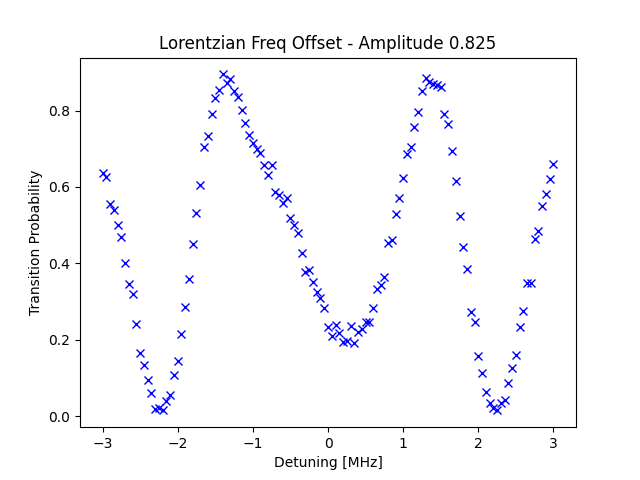 Lorentzian Freq Offset - Amplitude 0.825
Transition Probability
0.8
0.6
0.4
0.2
0.0
−3 −2 −1 0 1 2 3
Detuning [MHz]